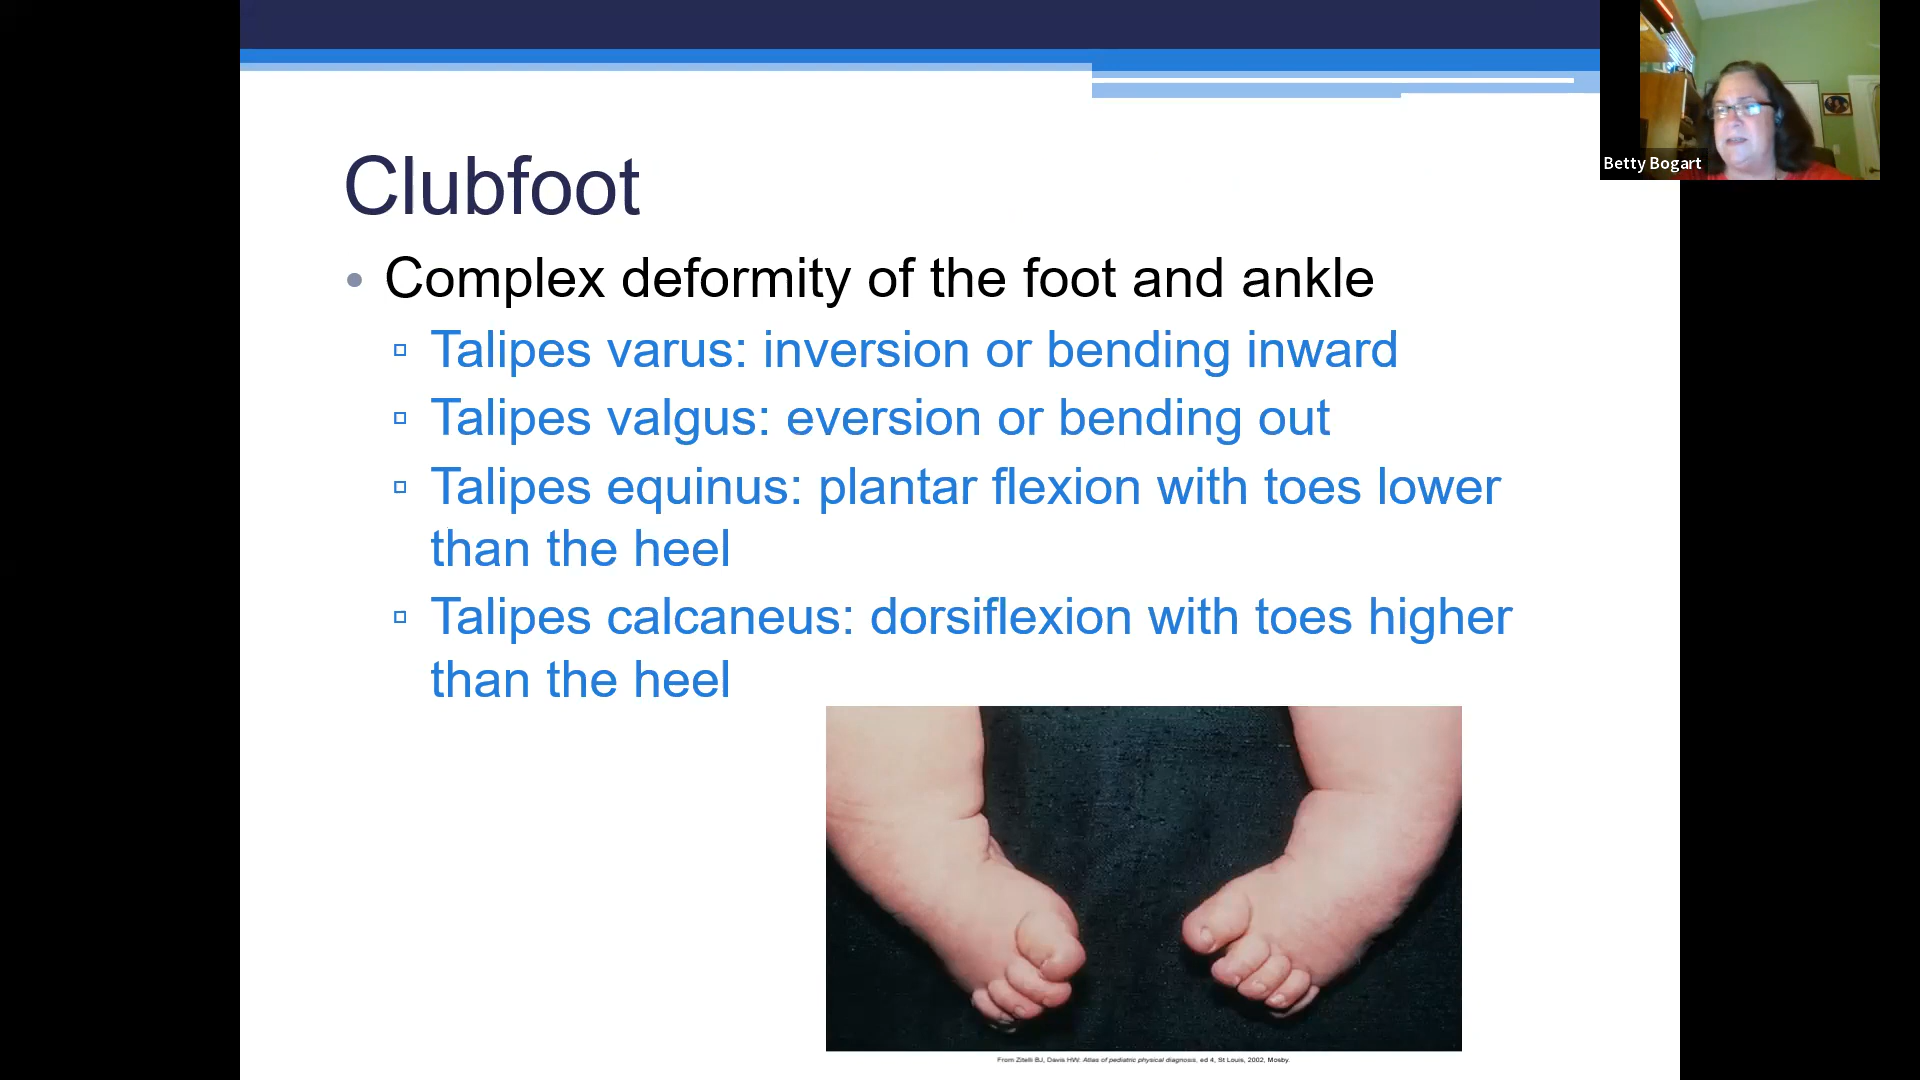 Clubfoot
• Complex deformity of the foot and ankle
▫ Talipes varus: inversion or bending inward
▫ Talipes valgus: eversion or bending out
▫ Talipes equinus: plantar flexion with toes lower
than the heel
▫ Talipes calcaneus: dorsiflexion with toes higher
than the heel
From Zitelli BJ, Davis HW: Atlas of pediatric physical diagnosis, ed 4, St Louis, 2002, Mosby.
Betty Bogart